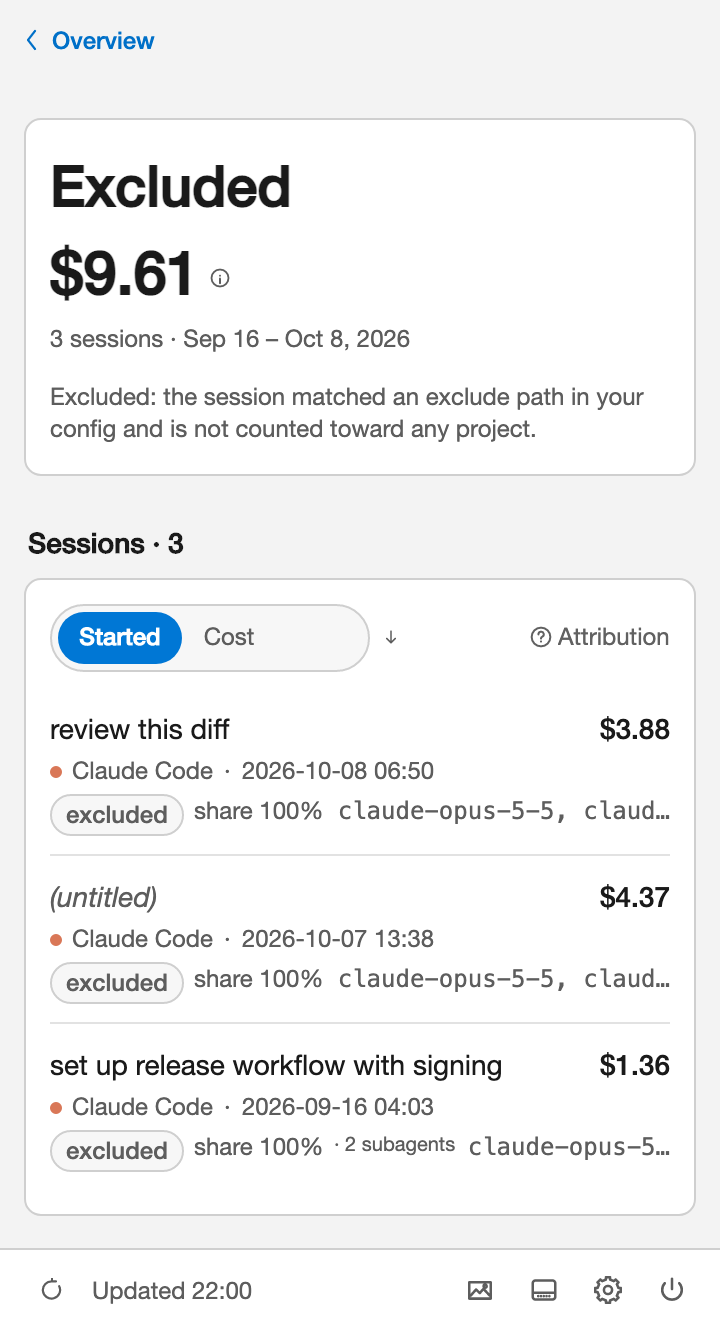 Overview
Excluded
$9.61
3 sessions · Sep 16 – Oct 8, 2026
Excluded: the session matched an exclude path in your
config and is not counted toward any project.
Sessions · 3
Started Cost ↓ Attribution
review this diff $3.88
Claude Code · 2026-10-08 06:50
excluded share 100% claude-opus-5-5, claud…
(untitled) $4.37
Claude Code · 2026-10-07 13:38
excluded share 100% claude-opus-5-5, claud…
set up release workflow with signing $1.36
Claude Code · 2026-09-16 04:03
excluded share 100% · 2 subagents claude-opus-5…
Updated 22:00